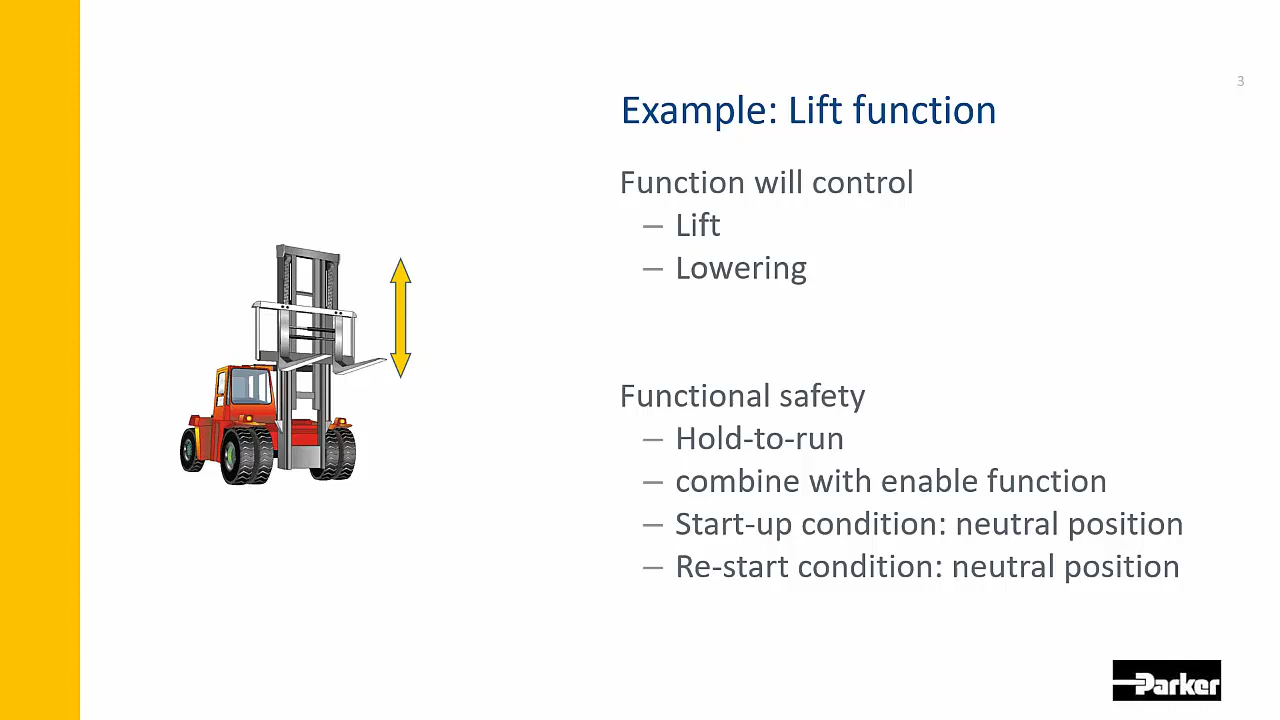 3
Example: Lift function
Function will control
– Lift
– Lowering
Functional safety
– Hold-to-run
– combine with enable function
– Start-up condition: neutral position
– Re-start condition: neutral position
Parker